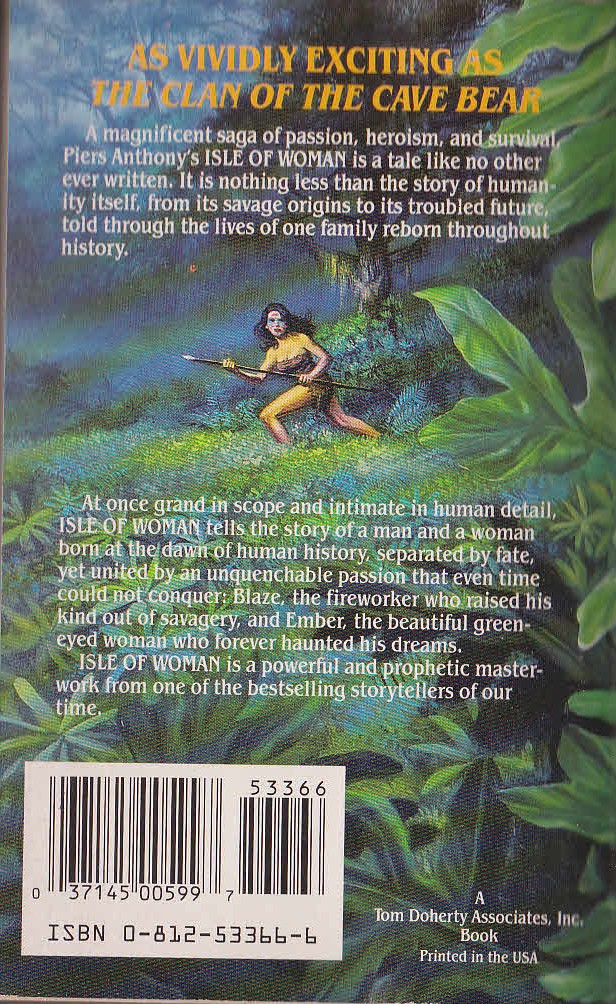 AS VIVIDLY EXCITING AS
THE CLAN OF THE CAVE BEAR
A magnificent saga of passion, heroism, and survival,
Piers Anthony's ISLE OF WOMAN is a tale like no other
ever written. It is nothing less than the story of human-
ity itself, from its savage origins to its troubled future,
told through the lives of one family reborn throughout
history.
At once grand in scope and intimate in human detail,
ISLE OF WOMAN tells the story of a man and a woman
born at the dawn of human history, separated by fate,
yet united by an unquenchable passion that even time
could not conquer: Blaze, the fireworker who raised his
kind out of savagery, and Ember, the beautiful green-
eyed woman who forever haunted his dreams.
ISLE OF WOMAN is a powerful and prophetic master-
work from one of the bestselling storytellers of our
time.
53366
0 37145 00599 7
ISBN 0-812-53366-6
A
Tom Doherty Associates, Inc.
Book
Printed in the USA